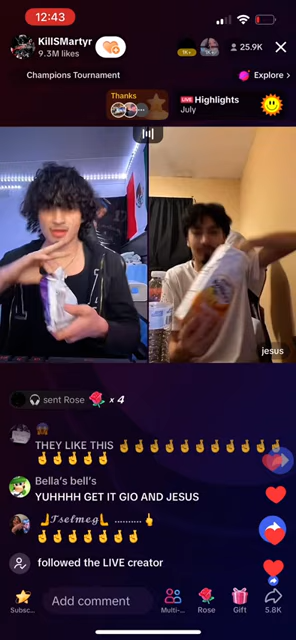 12:43
KillSMartyr
9.3M likes
25.9K
Champions Tournament
Explore >
Thanks
LIVE Highlights
July
jesus
sent Rose x 4
THEY LIKE THIS 🤞🤞🤞🤞🤞🤞🤞🤞🤞🤞🤞🤞🤞
🤞🤞🤞🤞🤞
Bella's bell's
YUHHHH GET IT GIO AND JESUS
𝓣𝓼𝓮𝓵𝓶𝓮𝓰 ..........
followed the LIVE creator
Subsc...
Add comment
Multi-...
Rose
Gift
5.8K